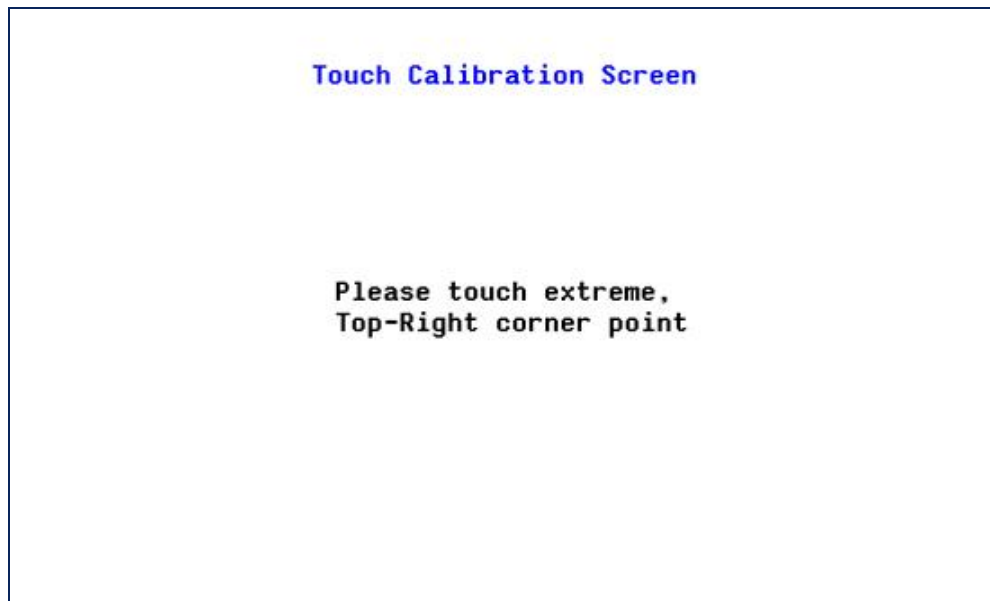 Touch Calibration Screen
Please touch extreme,
Top-Right corner point